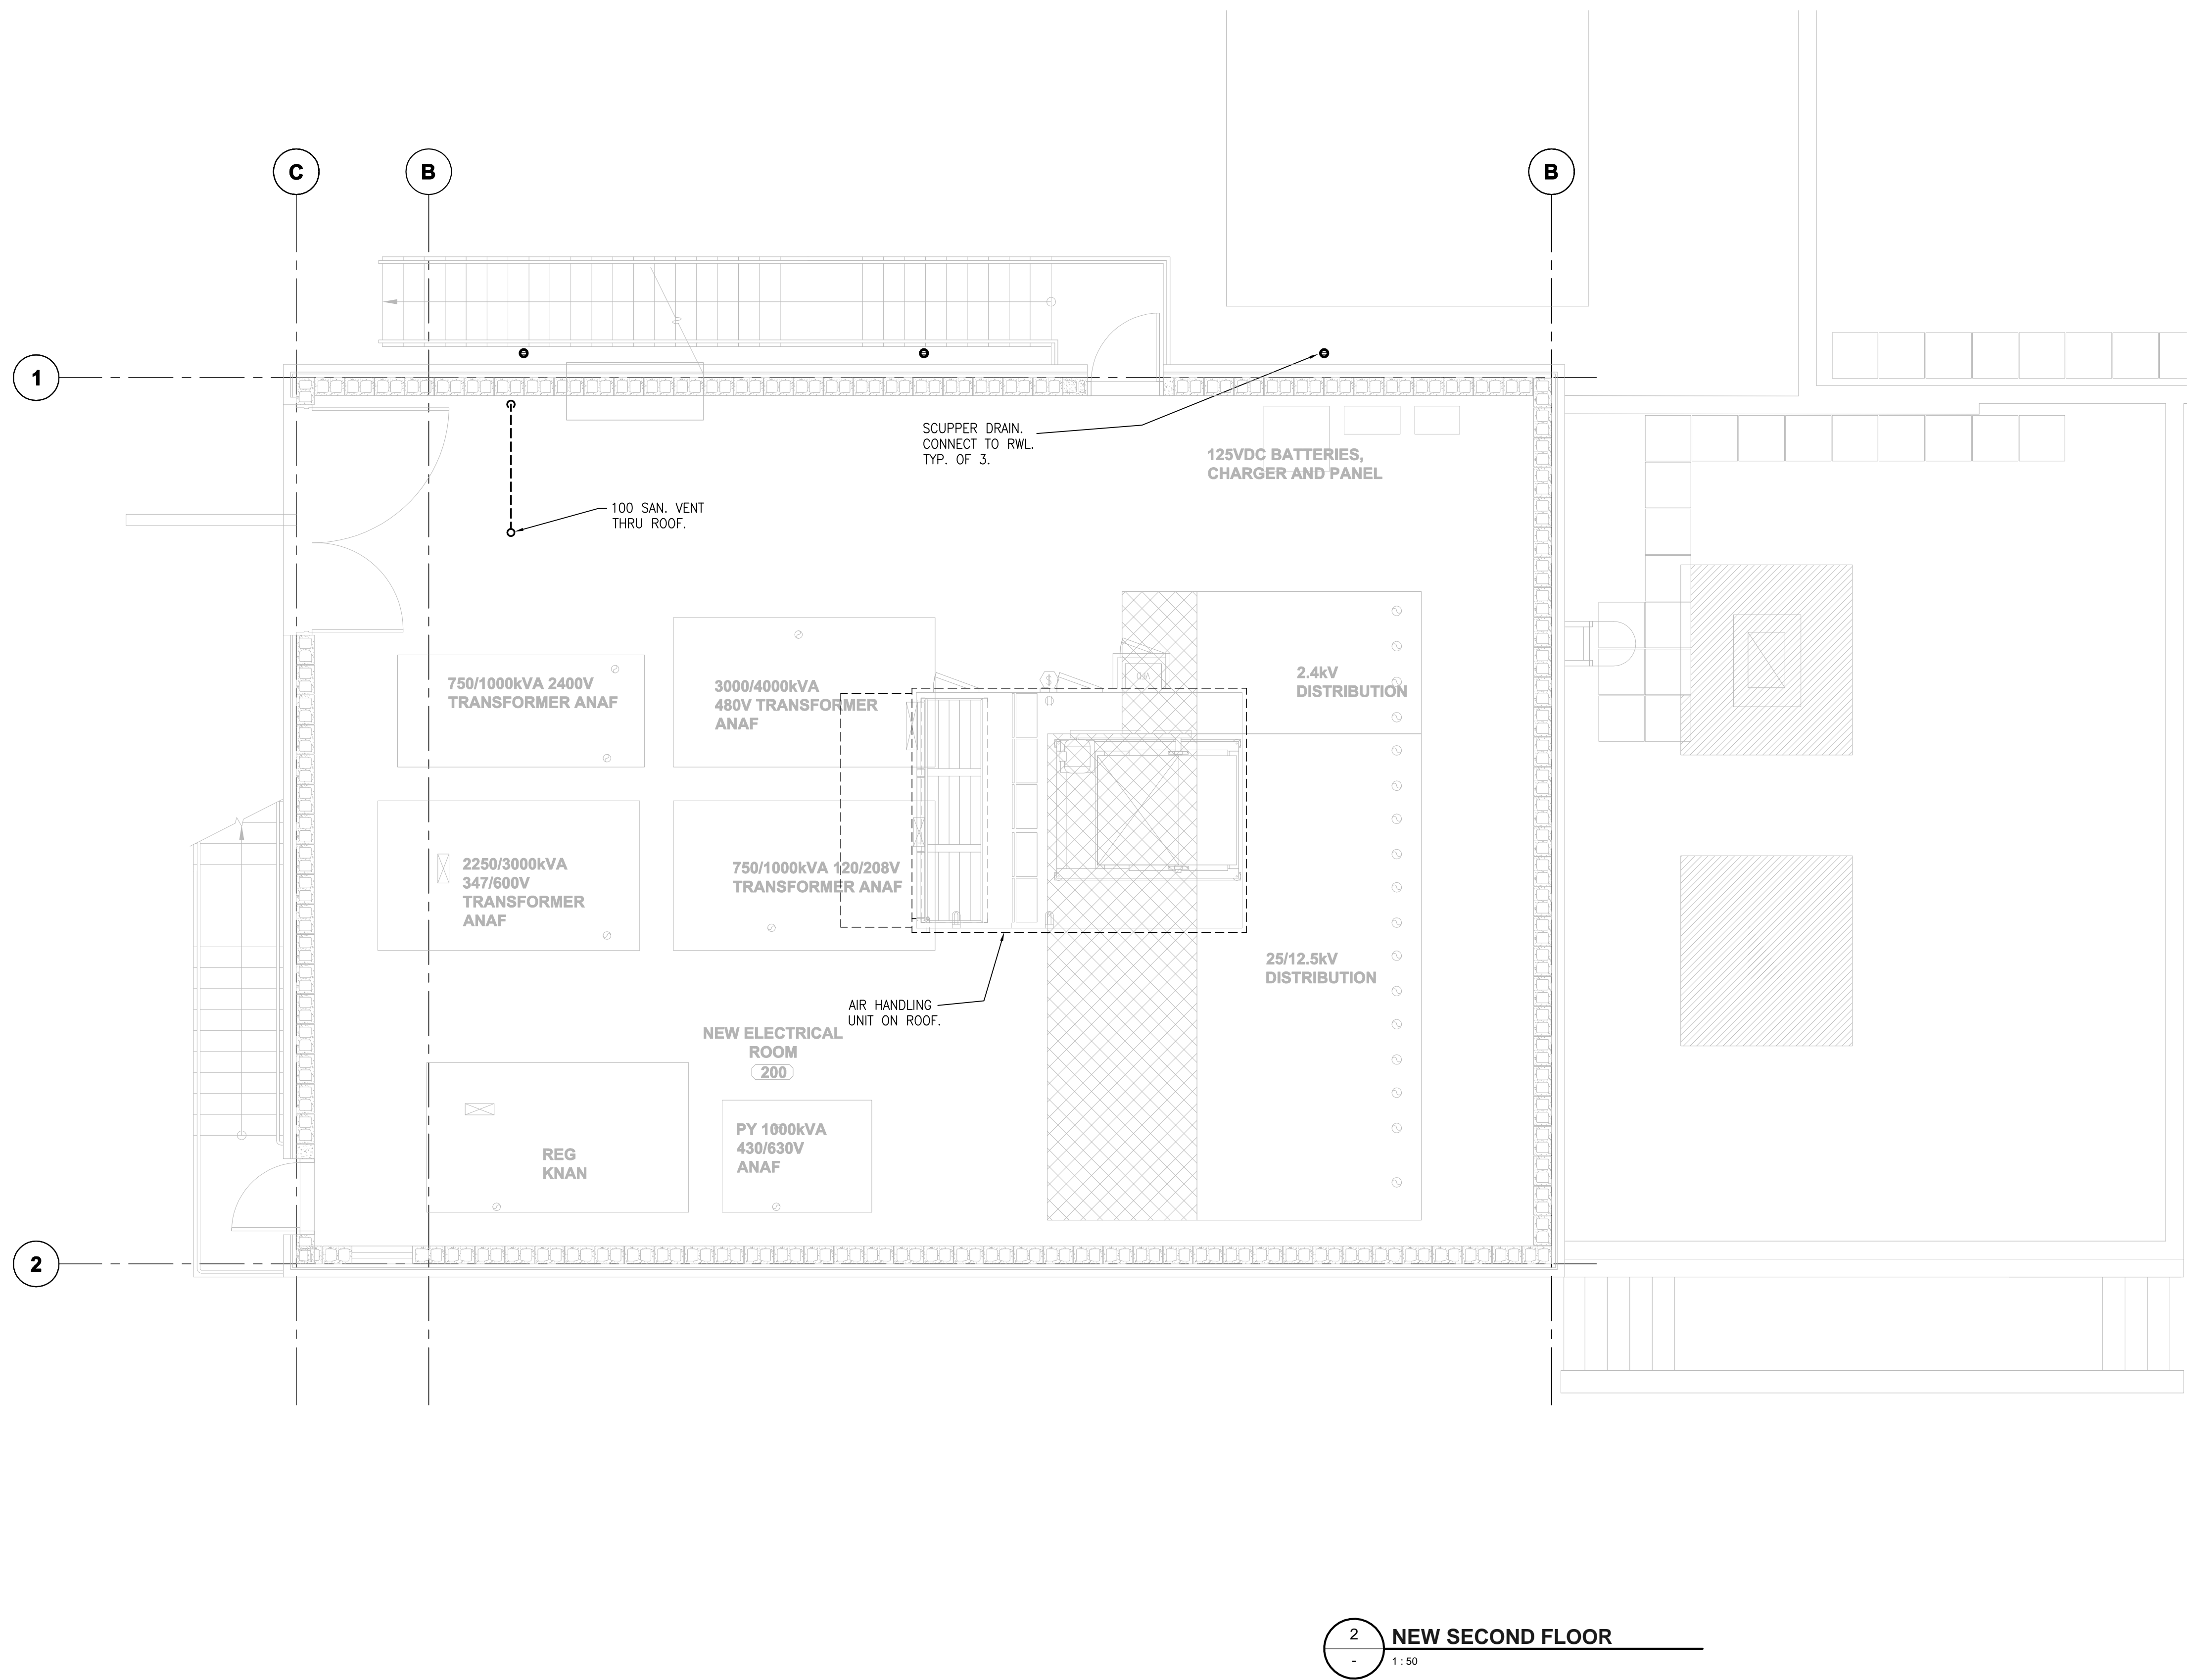 C
B
B
1
SCUPPER DRAIN.
CONNECT TO RWL.
TYP. OF 3.
125VDC BATTERIES,
CHARGER AND PANEL
100 SAN. VENT
THRU ROOF.
750/1000kVA 2400V
TRANSFORMER ANAF
3000/4000kVA
480V TRANSFORMER
ANAF
$
VFD
2.4kV
DISTRIBUTION
2250/3000kVA
347/600V
TRANSFORMER
ANAF
750/1000kVA 120/208V
TRANSFORMER ANAF
25/12.5kV
DISTRIBUTION
AIR HANDLING
UNIT ON ROOF.
NEW ELECTRICAL
ROOM
200
REG
KNAN
PY 1000kVA
430/630V
ANAF
2
2
-
NEW SECOND FLOOR
1 : 50